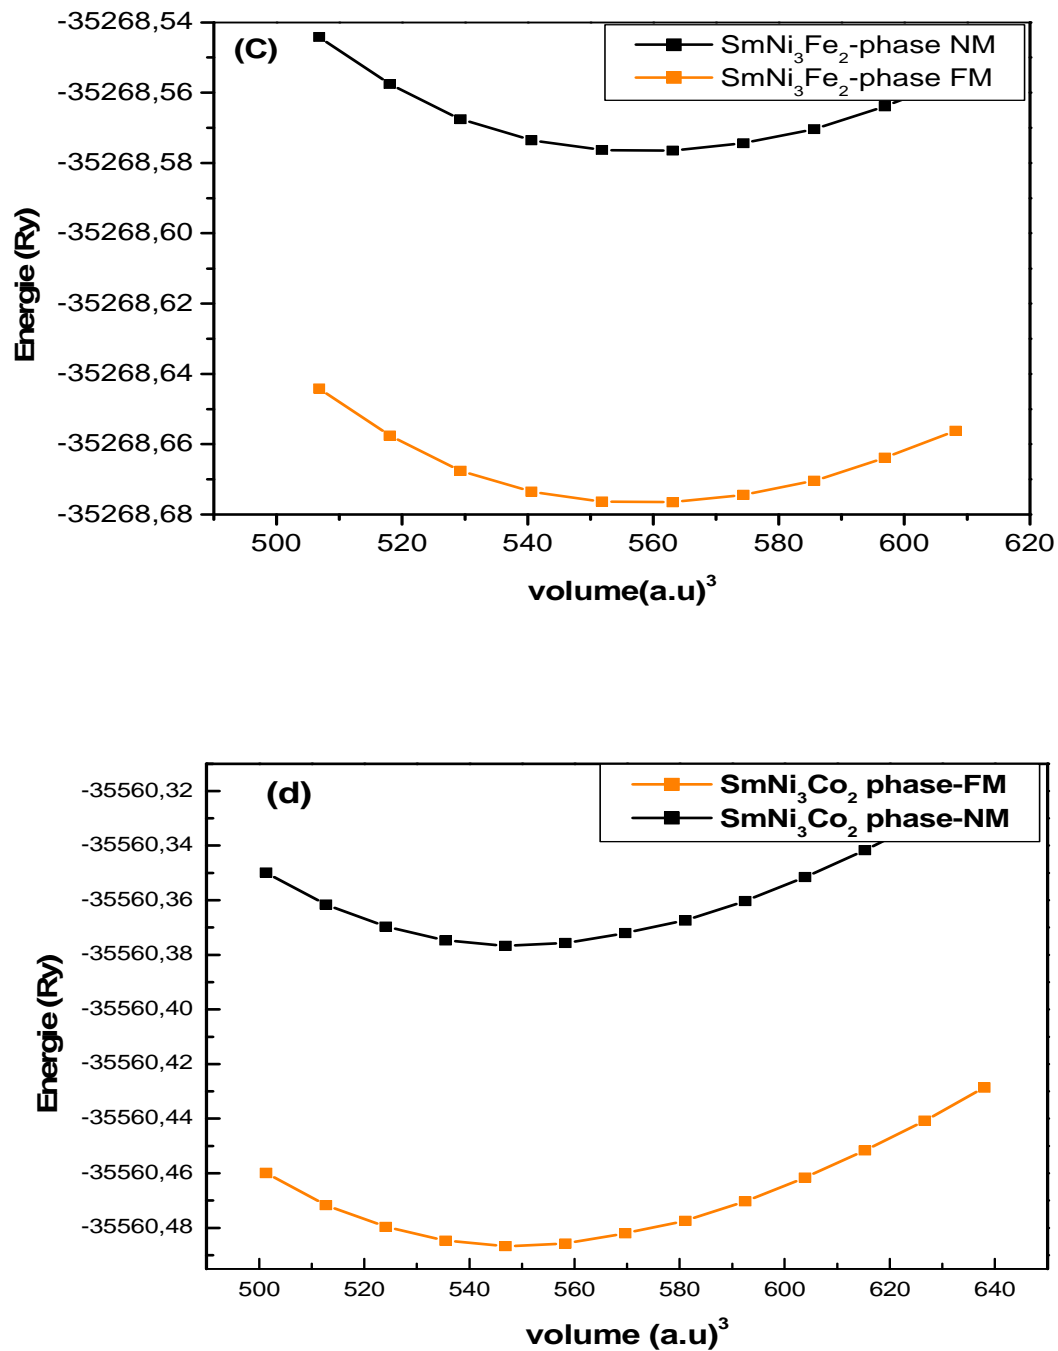 (C)
SmNi₃Fe₂-phase NM
SmNi₃Fe₂-phase FM
-35268,54
-35268,56
-35268,58
-35268,60
-35268,62
-35268,64
-35268,66
-35268,68
Energie (Ry)
500 520 540 560 580 600 620
volume(a.u)³
(d)
SmNi₃Co₂ phase-FM
SmNi₃Co₂ phase-NM
-35560,32
-35560,34
-35560,36
-35560,38
-35560,40
-35560,42
-35560,44
-35560,46
-35560,48
Energie (Ry)
500 520 540 560 580 600 620 640
volume (a.u)³